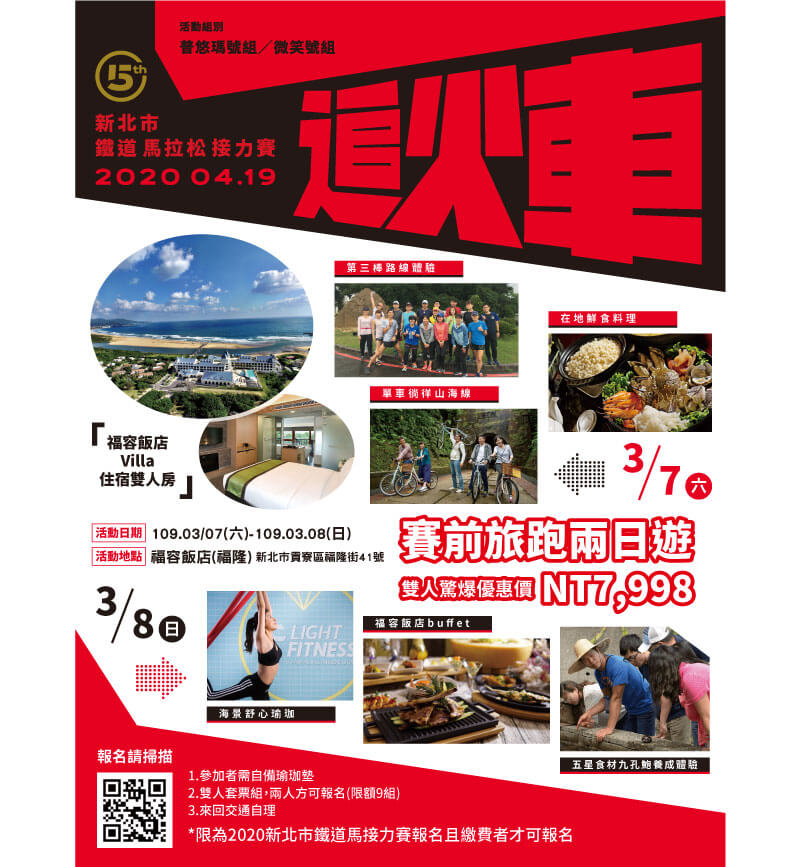 活動組別
普悠瑪號組／微笑號組
15th
新北市
鐵道馬拉松接力賽
2020 04.19
追火車
第三棒路線體驗
在地鮮食料理
單車徜徉山海線
「福容飯店
Villa
住宿雙人房」
3/7 六
活動日期 109.03/07(六)-109.03.08(日)
活動地點 福容飯店(福隆) 新北市貢寮區福隆街41號
賽前旅跑兩日遊
雙人驚爆優惠價 NT7,998
3/8 日
LIGHT
FITNESS
福容飯店buffet
海景舒心瑜珈
五星食材九孔鮑養成體驗
報名請掃描
1.參加者需自備瑜珈墊
2.雙人套票組,兩人方可報名(限額9組)
3.來回交通自理
*限為2020新北市鐵道馬接力賽報名且繳費者才可報名